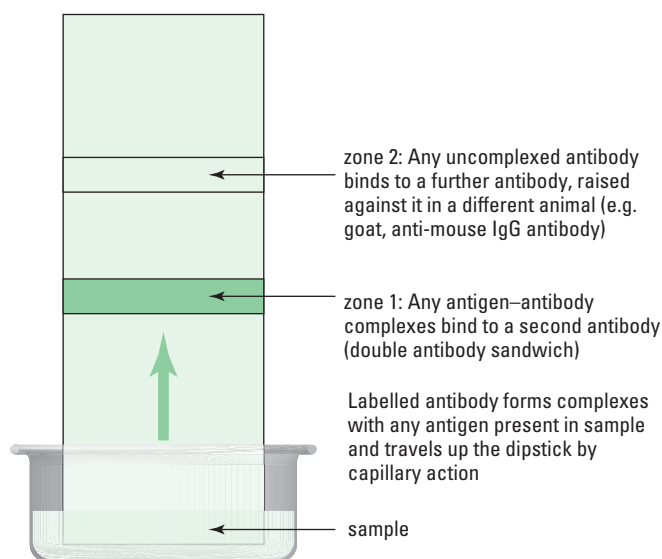 zone 2: Any uncomplexed antibody
binds to a further antibody, raised
against it in a different animal (e.g.
goat, anti-mouse IgG antibody)
zone 1: Any antigen–antibody
complexes bind to a second antibody
(double antibody sandwich)
Labelled antibody forms complexes
with any antigen present in sample
and travels up the dipstick by
capillary action
sample